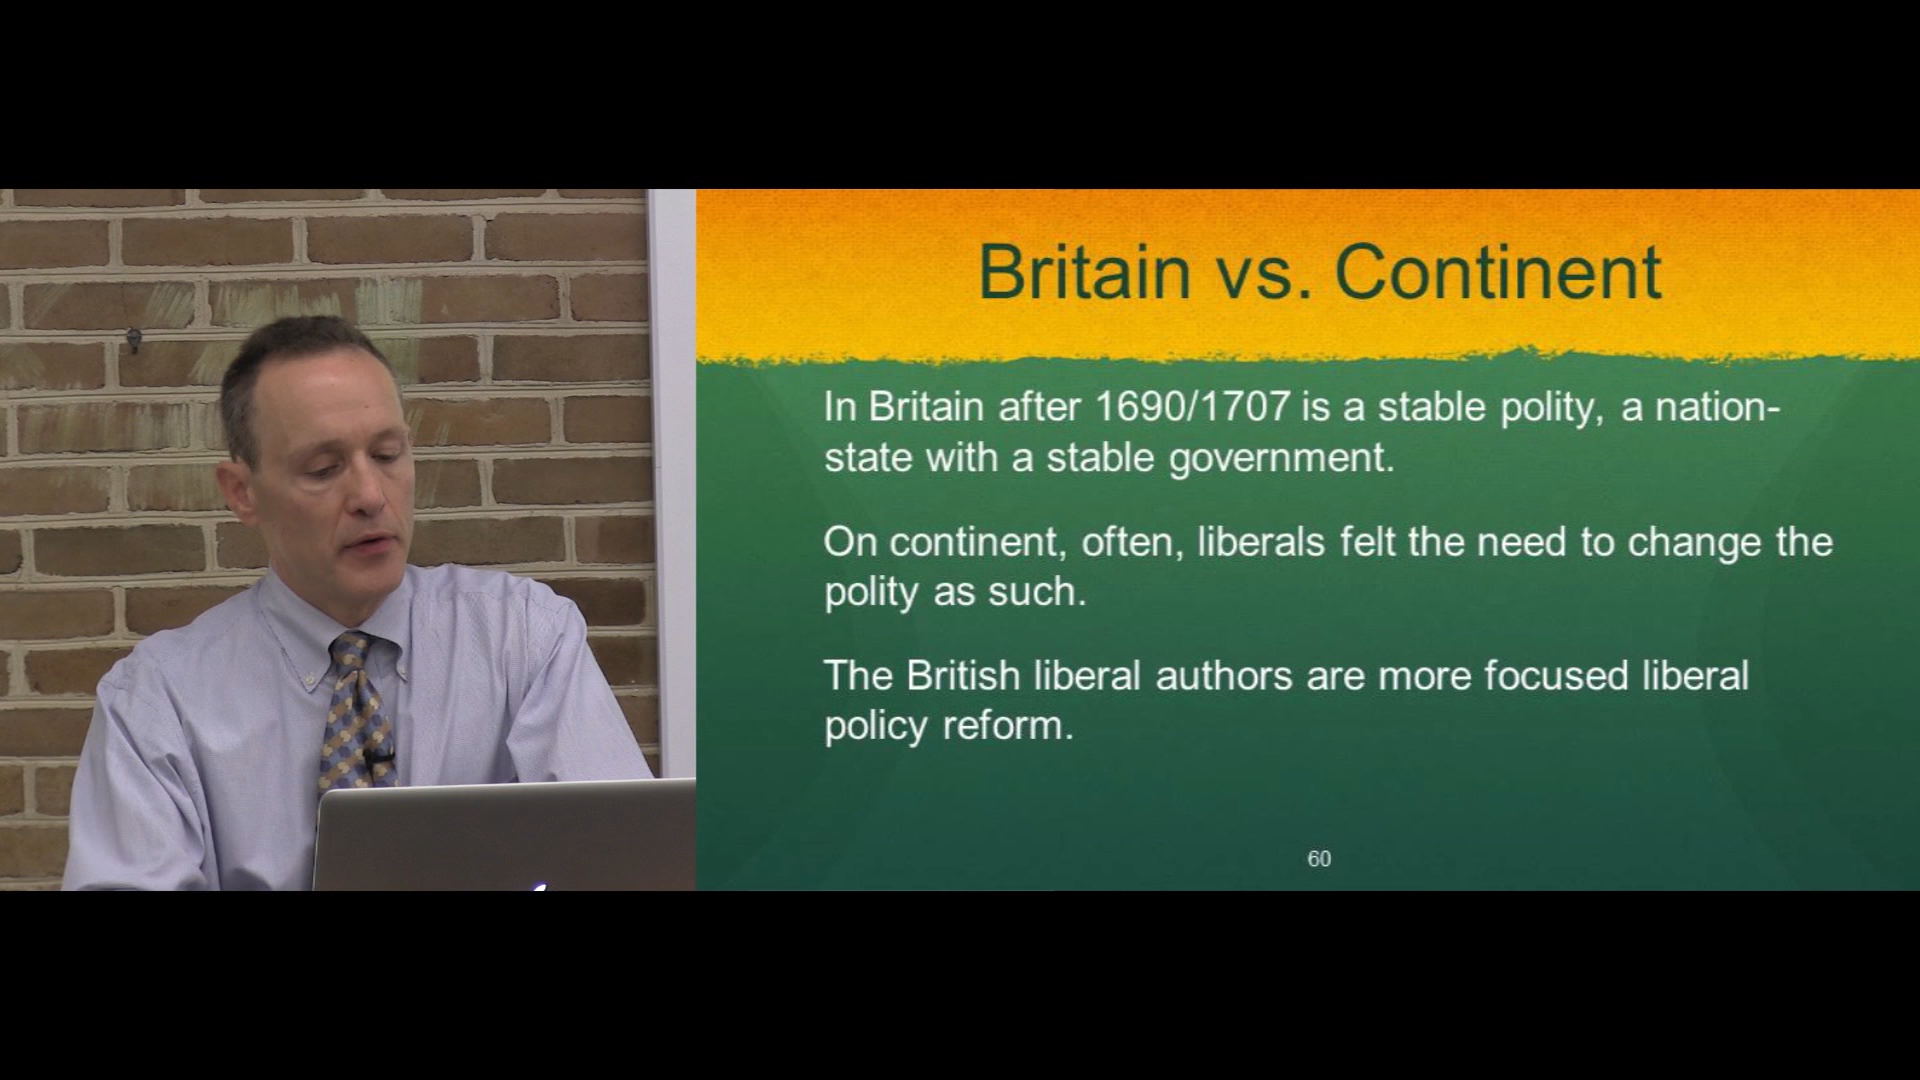 Britain vs. Continent
In Britain after 1690/1707 is a stable polity, a nation-
state with a stable government.
On continent, often, liberals felt the need to change the
polity as such.
The British liberal authors are more focused liberal
policy reform.
60